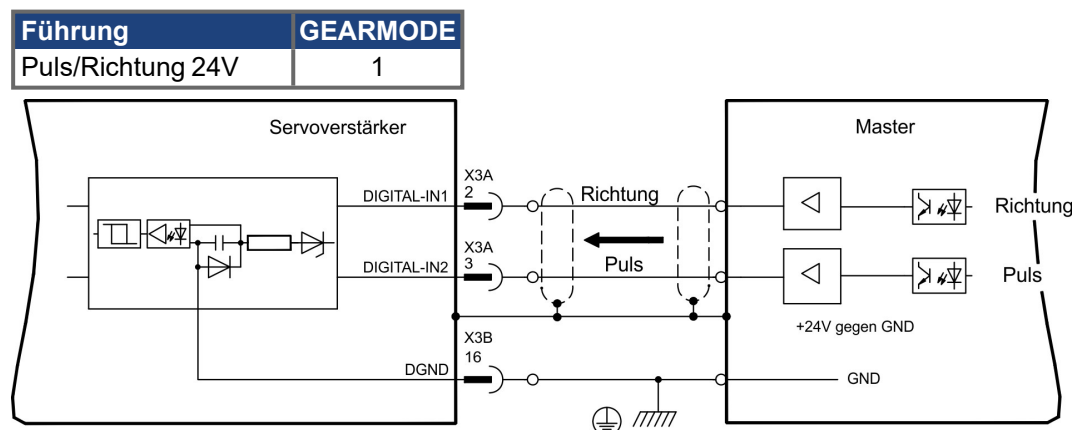 Führung GEARMODE
Puls/Richtung 24V 1
Servoverstärker
Master
DIGITAL-IN1
X3A
2
Richtung
Richtung
DIGITAL-IN2
X3A
3
Puls
Puls
+24V gegen GND
X3B
16
DGND
GND